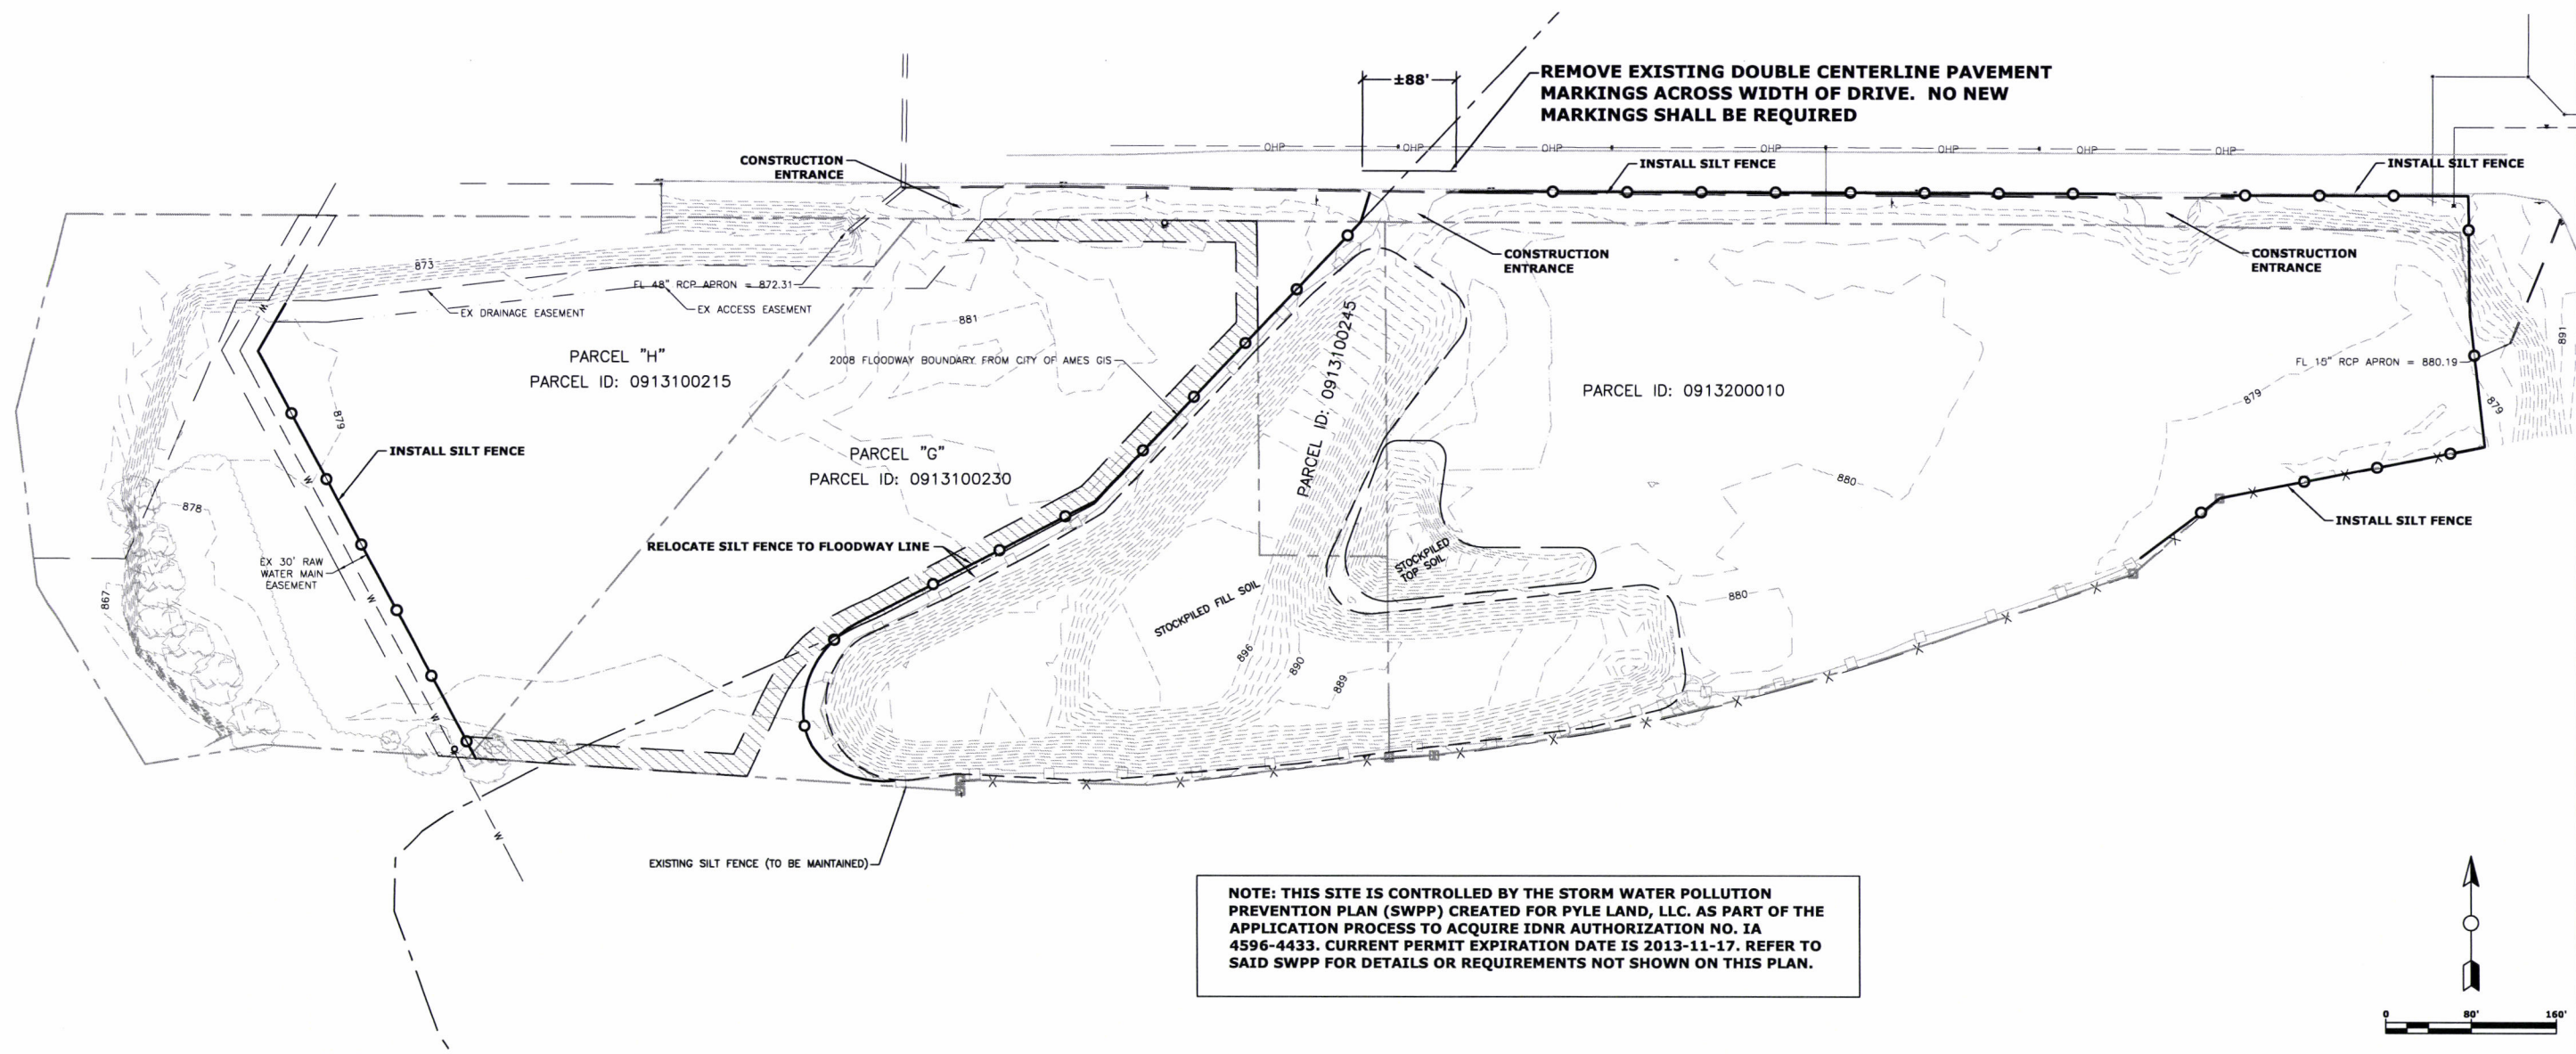 ±88'
REMOVE EXISTING DOUBLE CENTERLINE PAVEMENT
MARKINGS ACROSS WIDTH OF DRIVE.  NO NEW
MARKINGS SHALL BE REQUIRED
OHP OHP OHP OHP OHP OHP OHP
CONSTRUCTION
ENTRANCE
INSTALL SILT FENCE
INSTALL SILT FENCE
CONSTRUCTION
ENTRANCE
CONSTRUCTION
ENTRANCE
873
FL 48" RCP APRON = 872.31
EX DRAINAGE EASEMENT
EX ACCESS EASEMENT
W
881
891
PARCEL "H"
PARCEL ID: 0913100215
2008 FLOODWAY BOUNDARY FROM CITY OF AMES GIS
PARCEL ID: 0913100245
PARCEL ID: 0913200010
FL 15" RCP APRON = 880.19
879
879
879
INSTALL SILT FENCE
PARCEL "G"
PARCEL ID: 0913100230
W
880
878
INSTALL SILT FENCE
RELOCATE SILT FENCE TO FLOODWAY LINE
STOCKPILED
TOP SOIL
EX 30' RAW
WATER MAIN
EASEMENT
W
867
STOCKPILED FILL SOIL
880
896
890
889
W
W
EXISTING SILT FENCE (TO BE MAINTAINED)
NOTE: THIS SITE IS CONTROLLED BY THE STORM WATER POLLUTION
PREVENTION PLAN (SWPP) CREATED FOR PYLE LAND, LLC. AS PART OF THE
APPLICATION PROCESS TO ACQUIRE IDNR AUTHORIZATION NO. IA
4596-4433. CURRENT PERMIT EXPIRATION DATE IS 2013-11-17. REFER TO
SAID SWPP FOR DETAILS OR REQUIREMENTS NOT SHOWN ON THIS PLAN.
0 80' 160'